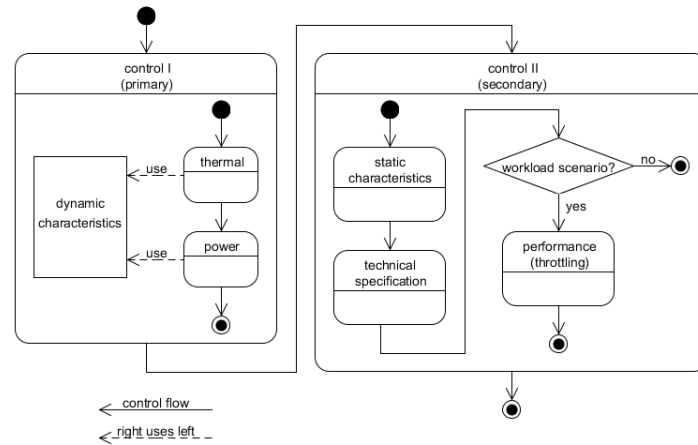 control I
(primary)
thermal
use
dynamic
characteristics
use
power
control II
(secondary)
static
characteristics
technical
specification
workload scenario?
no
yes
performance
(throttling)
control flow
right uses left